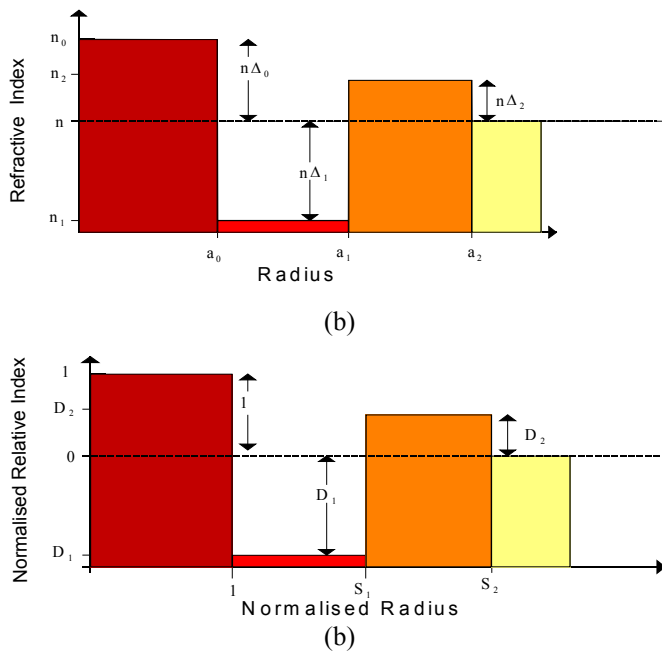 n₀
n₂
n
n₁
Refractive Index
nΔ₀
nΔ₁
nΔ₂
a₀ a₁ a₂
Radius
(b)
1
D₂
0
D₁
Normalised Relative Index
1
D₁
D₂
1 S₁ S₂
Normalised Radius
(b)